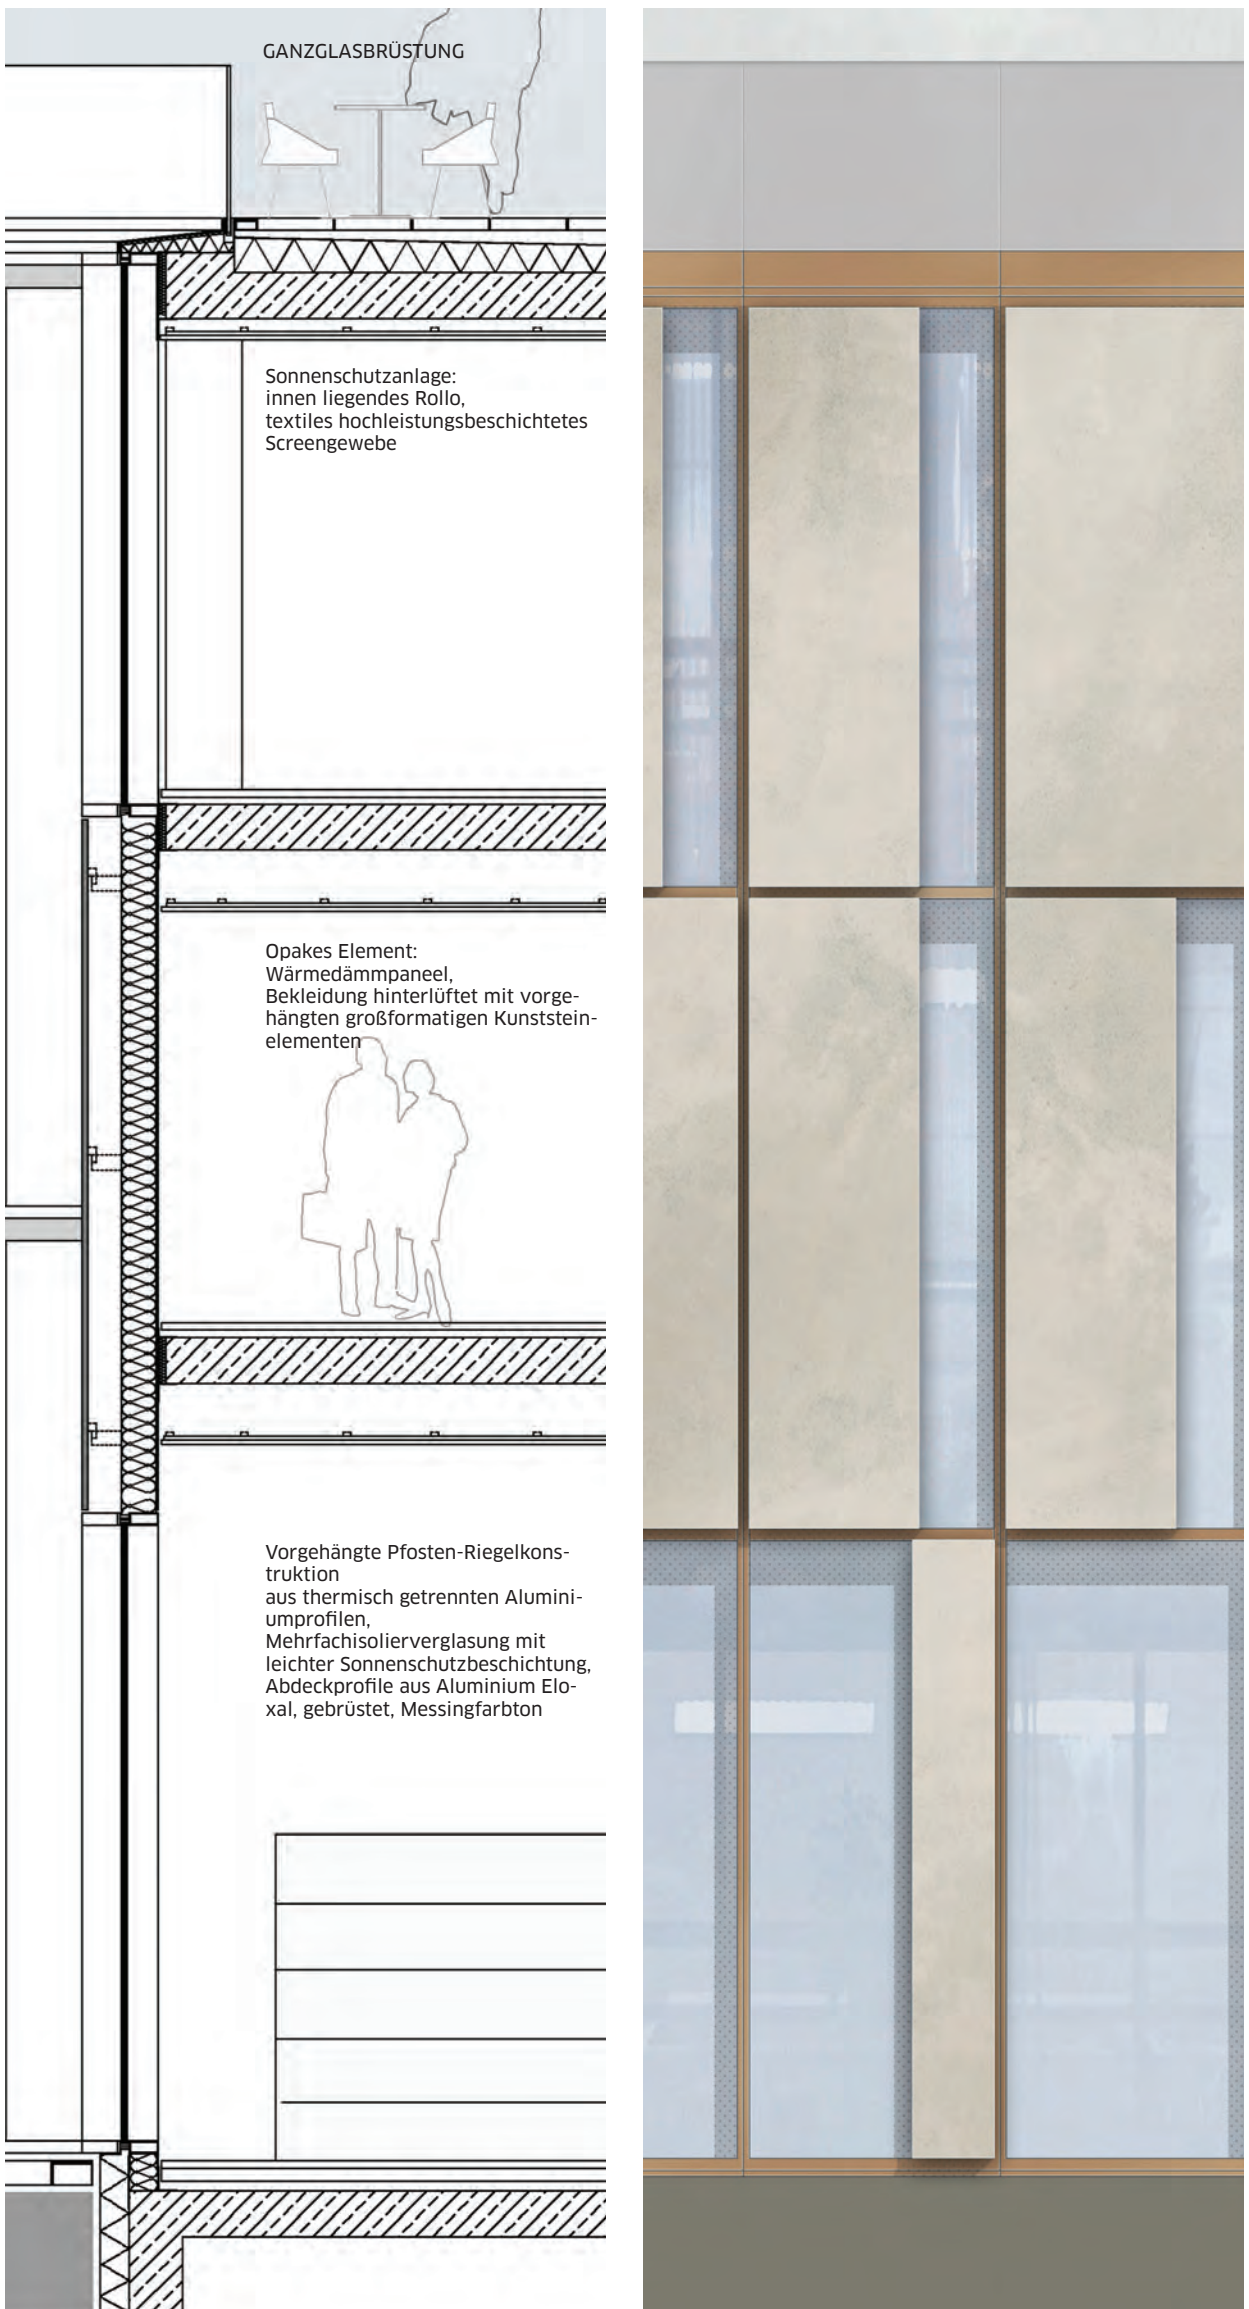 GANZGLASBRÜSTUNG
Sonnenschutzanlage:
innen liegendes Rollo,
textiles hochleistungsbeschichtetes
Screengewebe
Opakes Element:
Wärmedämmpaneel,
Bekleidung hinterlüftet mit vorge-
hängten großformatigen Kunststein-
elementen
Vorgehängte Pfosten-Riegelkons-
truktion
aus thermisch getrennten Alumini-
umprofilen,
Mehrfachisolierverglasung mit
leichter Sonnenschutzbeschichtung,
Abdeckprofile aus Aluminium Elo-
xal, gebrüstet, Messingfarbton